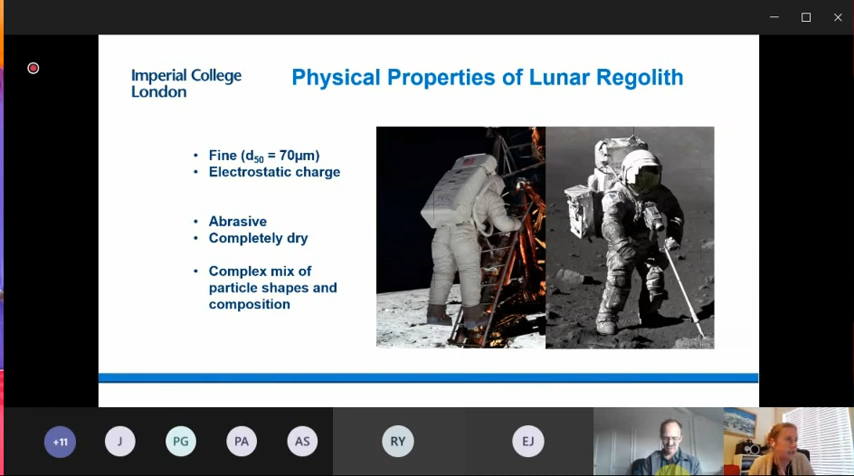 Imperial College
London
Physical Properties of Lunar Regolith
• Fine (d₅₀ = 70µm)
• Electrostatic charge
• Abrasive
• Completely dry
• Complex mix of
particle shapes and
composition
+11
J
PG
PA
AS
RY
EJ